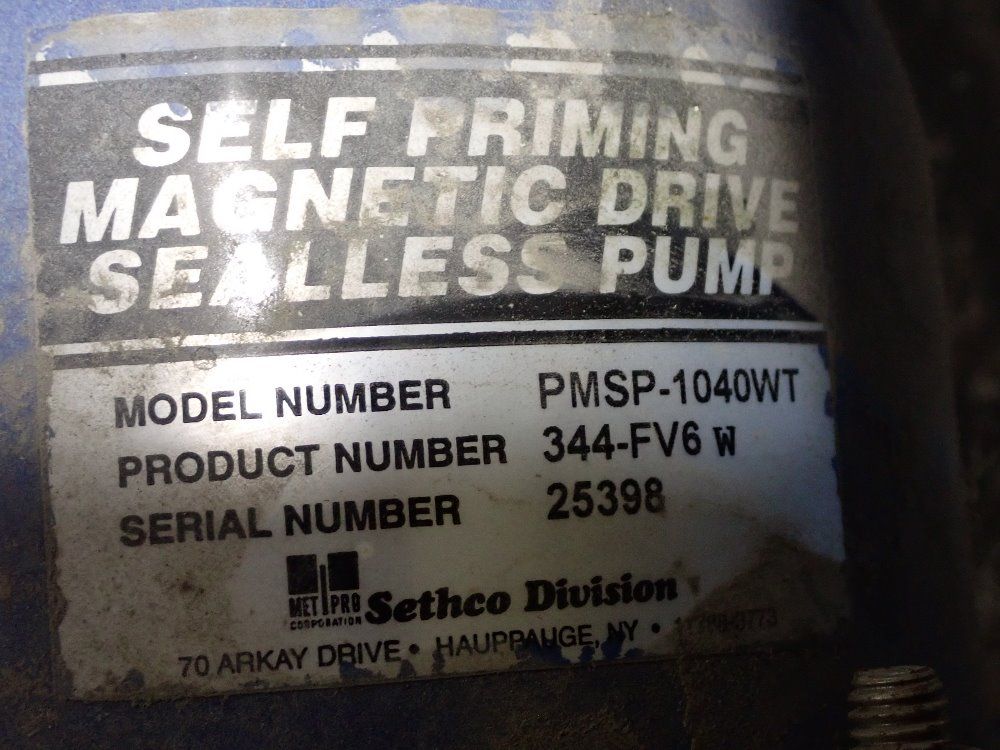 SELF PRIMING
MAGNETIC DRIVE
SEALLESS PUMP
MODEL NUMBER PMSP-1040WT
PRODUCT NUMBER 344-FV6 W
SERIAL NUMBER 25398
MET PRO
CORPORATION
Sethco Division
70 ARKAY DRIVE • HAUPPAUGE, NY •